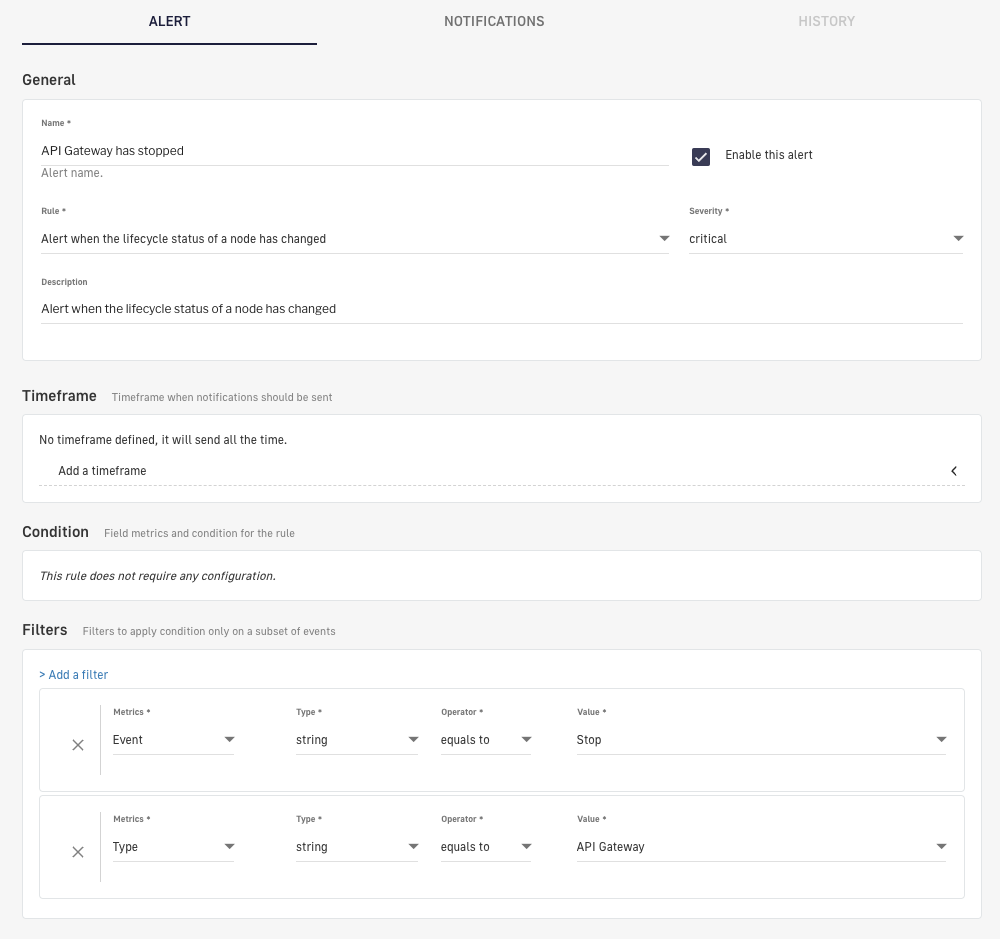 ALERT NOTIFICATIONS HISTORY
General
Name *
API Gateway has stopped
Enable this alert
Alert name.
Rule * Severity *
Alert when the lifecycle status of a node has changed critical
Description
Alert when the lifecycle status of a node has changed
Timeframe Timeframe when notifications should be sent
No timeframe defined, it will send all the time.
Add a timeframe
Condition Field metrics and condition for the rule
This rule does not require any configuration.
Filters Filters to apply condition only on a subset of events
> Add a filter
Metrics * Type * Operator * Value *
Event string equals to Stop
Metrics * Type * Operator * Value *
Type string equals to API Gateway